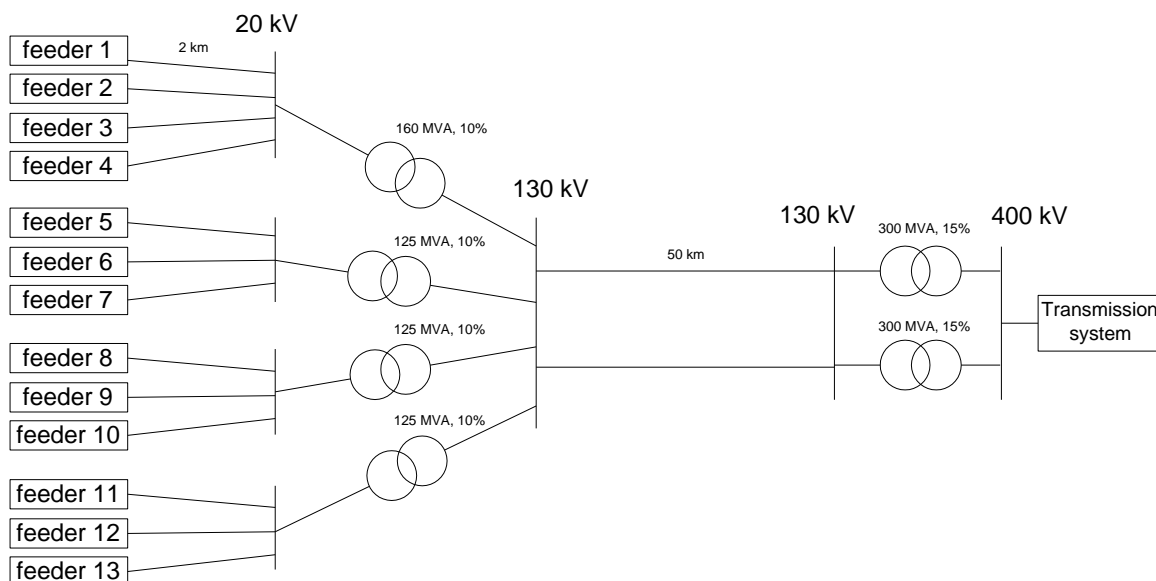 20 kV
feeder 1
2 km
feeder 2
feeder 3
feeder 4
160 MVA, 10%
130 kV
130 kV
400 kV
feeder 5
feeder 6
feeder 7
125 MVA, 10%
50 km
300 MVA, 15%
Transmission
system
125 MVA, 10%
300 MVA, 15%
feeder 8
feeder 9
feeder 10
125 MVA, 10%
feeder 11
feeder 12
feeder 13